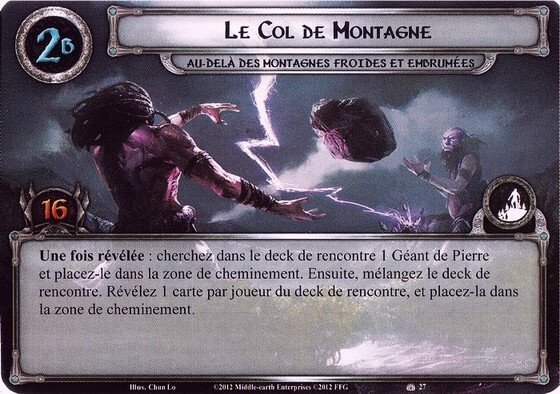 2B
LE COL DE MONTAGNE
AU-DELÀ DES MONTAGNES FROIDES ET EMBRUMÉES
16
Une fois révélée : cherchez dans le deck de rencontre 1 Géant de Pierre
et placez-le dans la zone de cheminement. Ensuite, mélangez le deck de
rencontre. Révélez 1 carte par joueur du deck de rencontre, et placez-la dans
la zone de cheminement.
Illus. Chun Lo ©2012 Middle-earth Enterprises ©2012 FFG 27